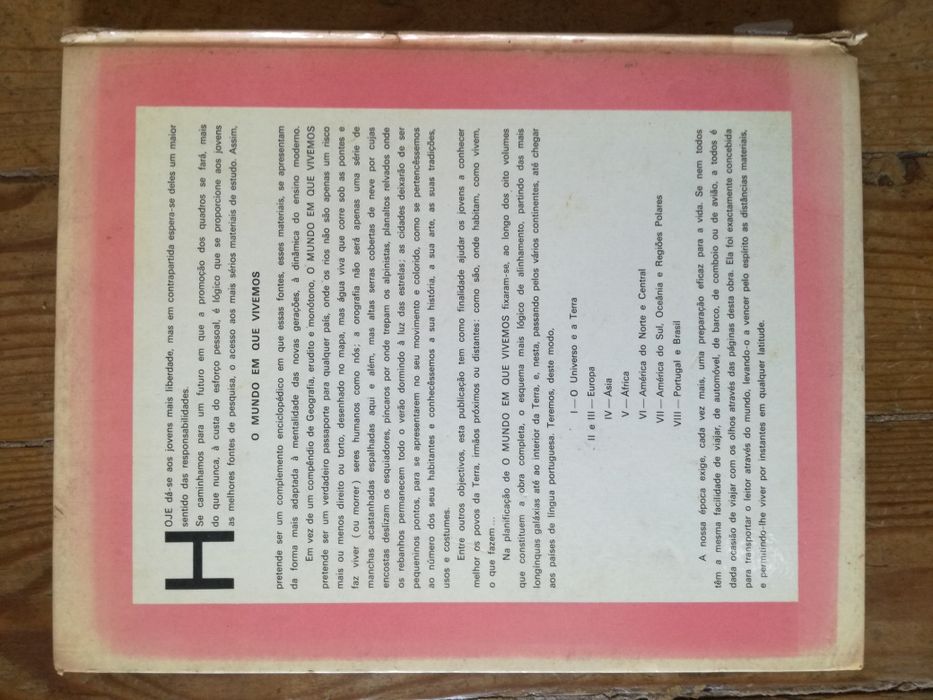 HOJE dá-se aos jovens mais liberdade, mas em contrapartida espera-se deles um maior
sentido das responsabilidades.
Se caminhamos para um futuro em que a promoção dos quadros se fará, mais
do que nunca, à custa do esforço pessoal, é lógico que se proporcione aos jovens
as melhores fontes de pesquisa, o acesso aos mais sérios materiais de estudo. Assim,
O MUNDO EM QUE VIVEMOS
pretende ser um complemento enciclopédico em que essas fontes, esses materiais, se apresentam
da forma mais adaptada à mentalidade das novas gerações, à dinâmica do ensino moderno.
Em vez de um compêndio de Geografia, erudito e monótono, O MUNDO EM QUE VIVEMOS
pretende ser um verdadeiro passaporte para qualquer país, onde os rios não são apenas um risco
mais ou menos direito ou torto, desenhado no mapa, mas água viva que corre sob as pontes e
faz viver (ou morrer) seres humanos como nós; a orografia não será apenas uma série de
manchas acastanhadas espalhadas aqui e além, mas altas serras cobertas de neve por cujas
encostas deslizam os esquiadores, píncaros por onde trepam os alpinistas, planaltos relvados onde
os rebanhos permanecem todo o verão dormindo à luz das estrelas; as cidades deixarão de ser
pequeninos pontos, para se apresentarem no seu movimento e colorido, como se pertencêssemos
ao número dos seus habitantes e conhecêssemos a sua história, a sua arte, as suas tradições,
usos e costumes.
Entre outros objectivos, esta publicação tem como finalidade ajudar os jovens a conhecer
melhor os povos da Terra, irmãos próximos ou distantes: como são, onde habitam, como vivem,
o que fazem...
Na planificação de O MUNDO EM QUE VIVEMOS fixaram-se, ao longo dos oito volumes
que constituem a obra completa, o esquema mais lógico de alinhamento, partindo das mais
longínquas galáxias até ao interior da Terra, e, nesta, passando pelos vários continentes, até chegar
aos países de língua portuguesa. Teremos, deste modo,
I — O Universo e a Terra
II e III — Europa
IV — Ásia
V — África
VI — América do Norte e Central
VII — América do Sul, Oceânia e Regiões Polares
VIII — Portugal e Brasil
A nossa época exige, cada vez mais, uma preparação eficaz para a vida. Se nem todos
têm a mesma facilidade de viajar, de automóvel, de barco, de comboio ou de avião, a todos é
dada ocasião de viajar com os olhos através das páginas desta obra. Ela foi exactamente concebida
para transportar o leitor através do mundo, levando-o a vencer pelo espírito as distâncias materiais,
e permitindo-lhe viver por instantes em qualquer latitude.